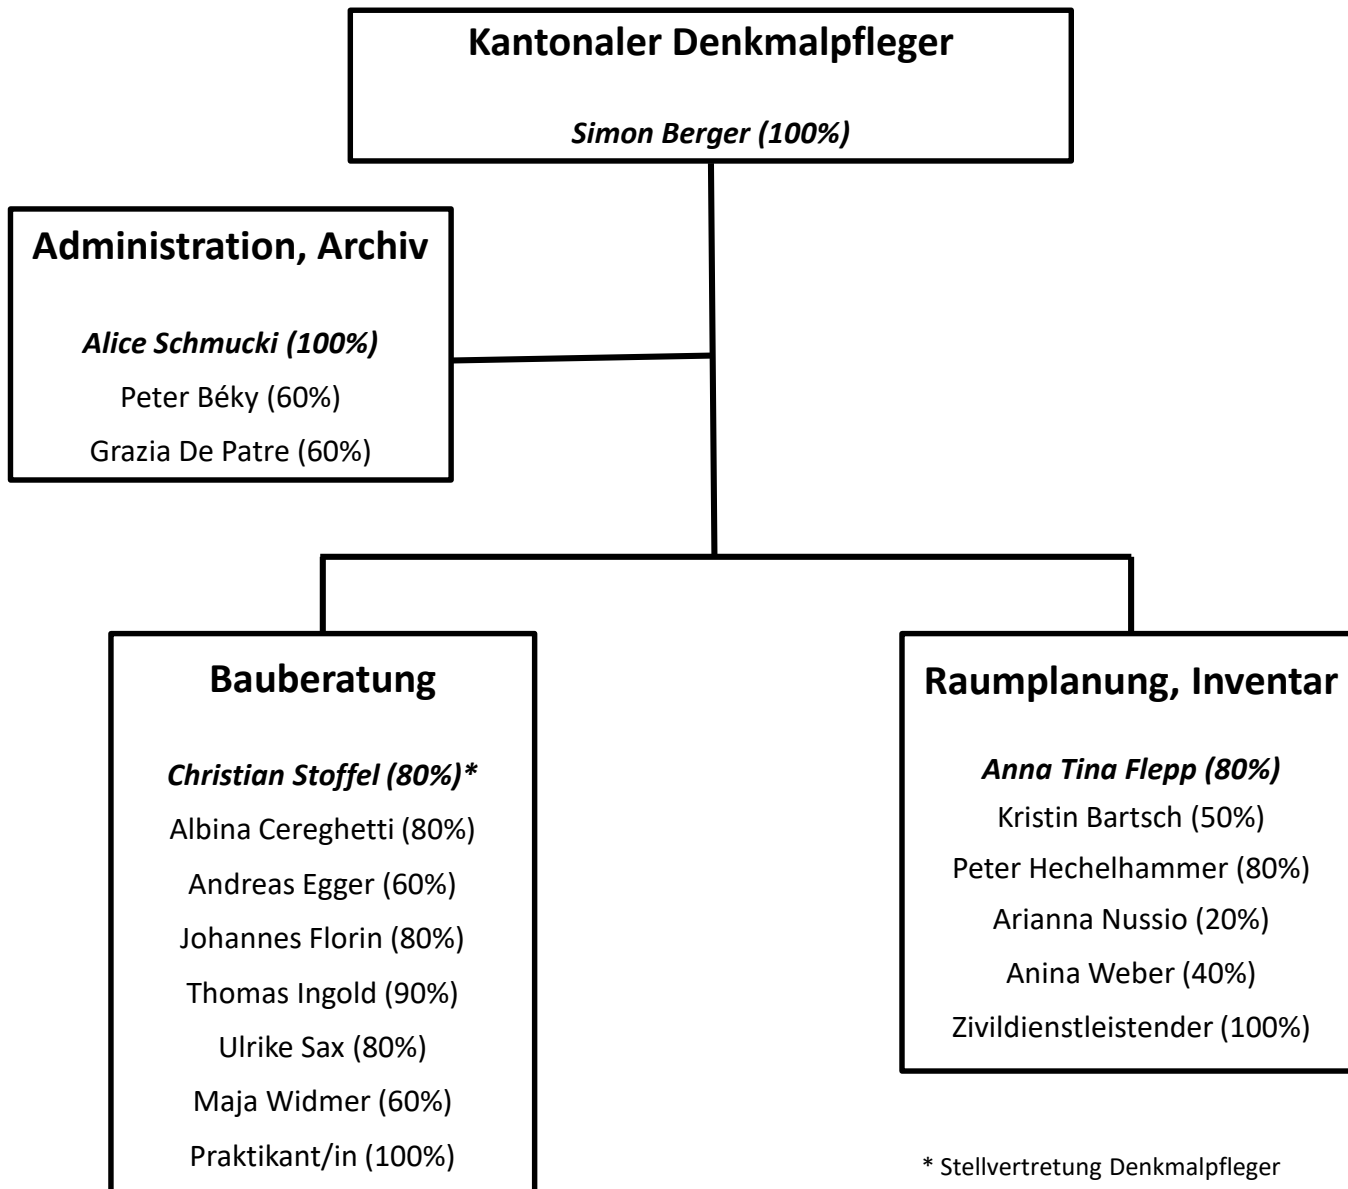 Kantonaler Denkmalpfleger
Simon Berger (100%)
Administration, Archiv
Alice Schmucki (100%)
Peter Béky (60%)
Grazia De Patre (60%)
Bauberatung
Christian Stoffel (80%)*
Albina Cereghetti (80%)
Andreas Egger (60%)
Johannes Florin (80%)
Thomas Ingold (90%)
Ulrike Sax (80%)
Maja Widmer (60%)
Praktikant/in (100%)
Raumplanung, Inventar
Anna Tina Flepp (80%)
Kristin Bartsch (50%)
Peter Hechelhammer (80%)
Arianna Nussio (20%)
Anina Weber (40%)
Zivildienstleistender (100%)
* Stellvertretung Denkmalpfleger